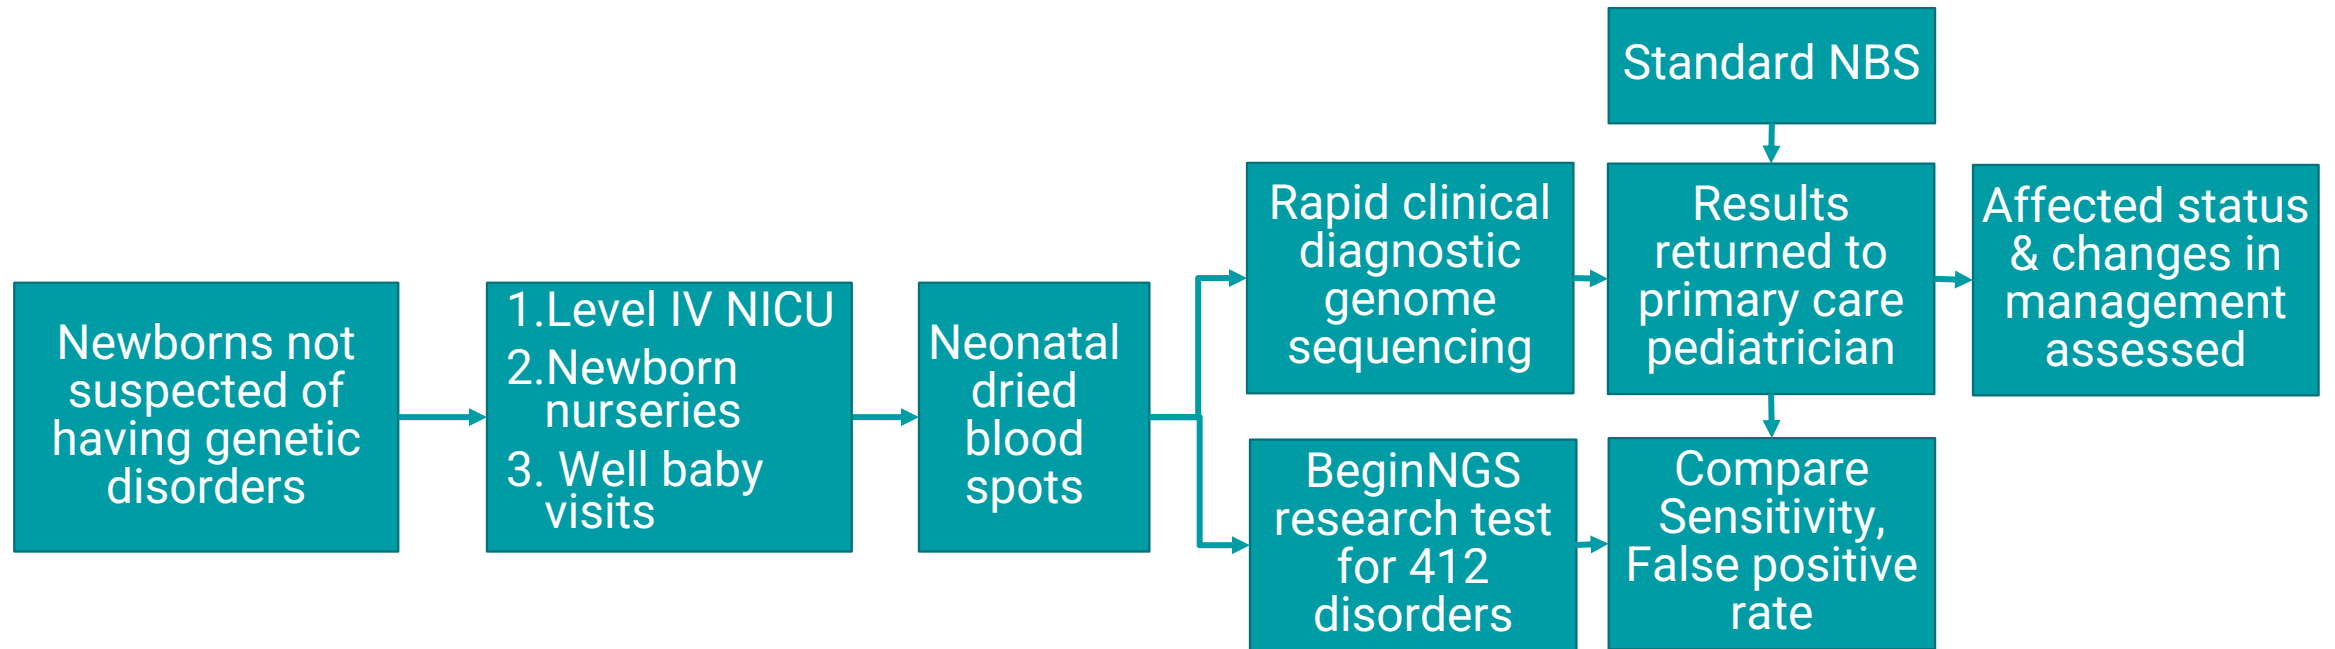 Newborns not
suspected of
having genetic
disorders
1.Level IV NICU
2.Newborn
nurseries
3. Well baby
visits
Neonatal
dried
blood
spots
Rapid clinical
diagnostic
genome
sequencing
BeginNGS
research test
for 412
disorders
Standard NBS
Results
returned to
primary care
pediatrician
Compare
Sensitivity,
False positive
rate
Affected status
& changes in
management
assessed